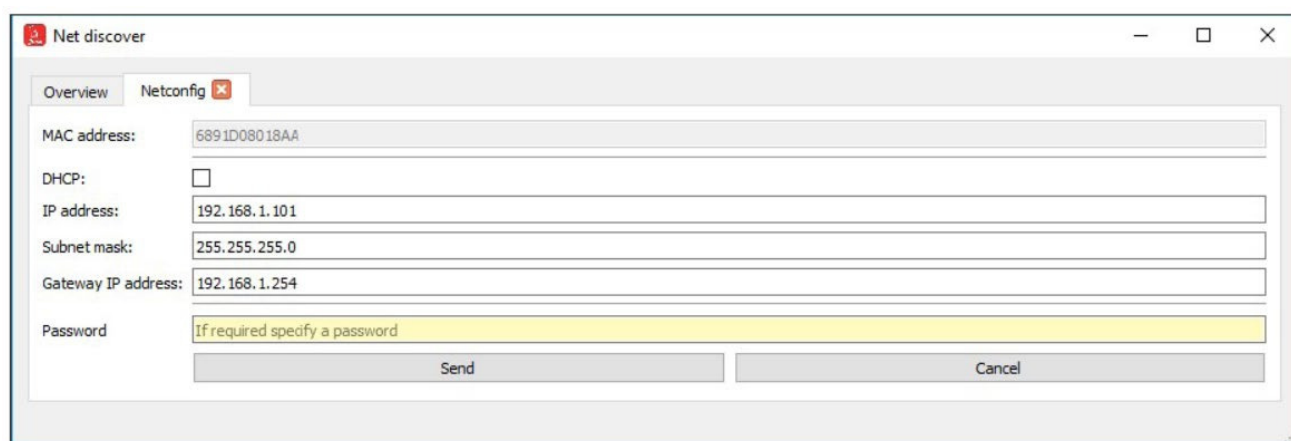 Net discover
Overview Netconfig
MAC address: 6891D08018AA
DHCP:
IP address: 192.168.1.101
Subnet mask: 255.255.255.0
Gateway IP address: 192.168.1.254
Password If required specify a password
Send Cancel